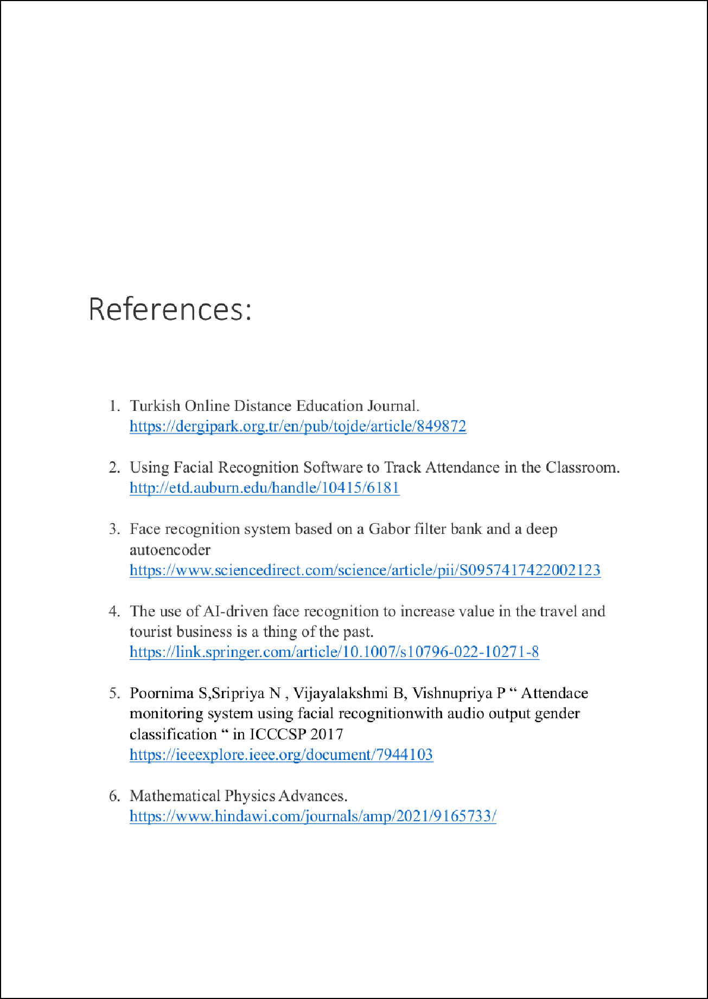 References:
1. Turkish Online Distance Education Journal.
https://dergipark.org.tr/en/pub/tojde/article/849872
2. Using Facial Recognition Software to Track Attendance in the Classroom.
http://etd.auburn.edu/handle/10415/6181
3. Face recognition system based on a Gabor filter bank and a deep
autoencoder
https://www.sciencedirect.com/science/article/pii/S0957417422002123
4. The use of AI-driven face recognition to increase value in the travel and
tourist business is a thing of the past.
https://link.springer.com/article/10.1007/s10796-022-10271-8
5. Poornima S,Sripriya N , Vijayalakshmi B, Vishnupriya P “ Attendace
monitoring system using facial recognitionwith audio output gender
classification “ in ICCCSP 2017
https://ieeexplore.ieee.org/document/7944103
6. Mathematical Physics Advances.
https://www.hindawi.com/journals/amp/2021/9165733/